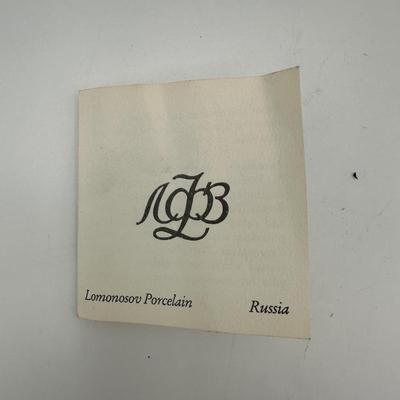 ЛФЗ
Lomonosov Porcelain Russia